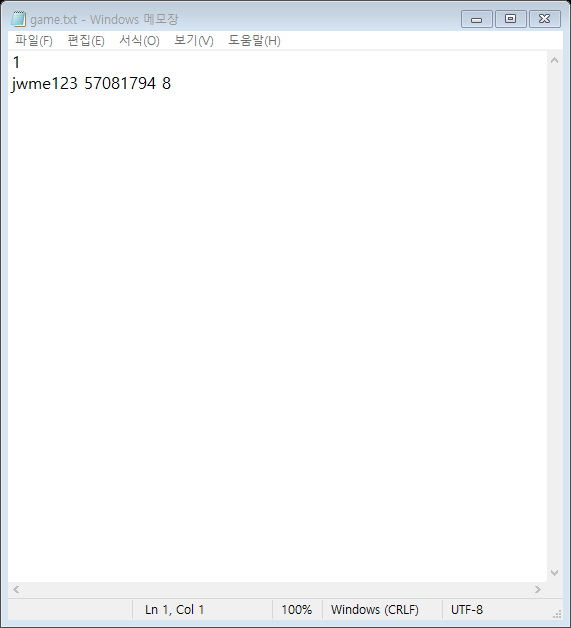 game.txt - Windows 메모장
파일(F) 편집(E) 서식(O) 보기(V) 도움말(H)
1
jwme123 57081794 8
Ln 1, Col 1 100% Windows (CRLF) UTF-8